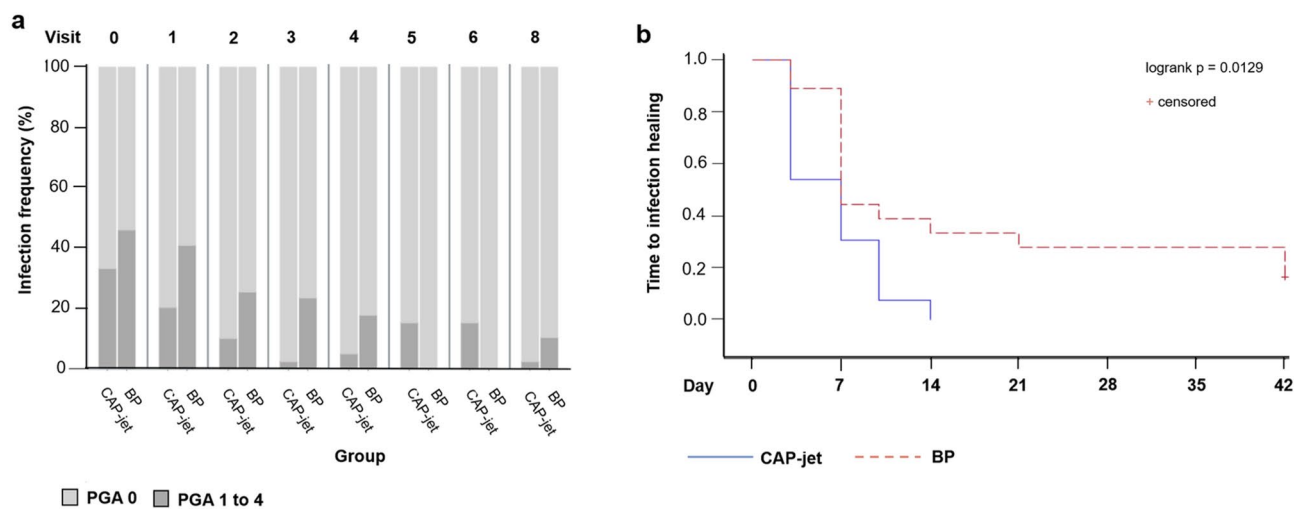 a
Visit 0 1 2 3 4 5 6 8
Infection frequency (%)
100
80
60
40
20
0
CAP-jet BP CAP-jet BP CAP-jet BP CAP-jet BP CAP-jet BP CAP-jet BP CAP-jet BP CAP-jet BP
Group
PGA 0 PGA 1 to 4
b
Time to infection healing
1.0
0.8
0.6
0.4
0.2
0.0
logrank p = 0.0129
+ censored
Day 0 7 14 21 28 35 42
CAP-jet BP